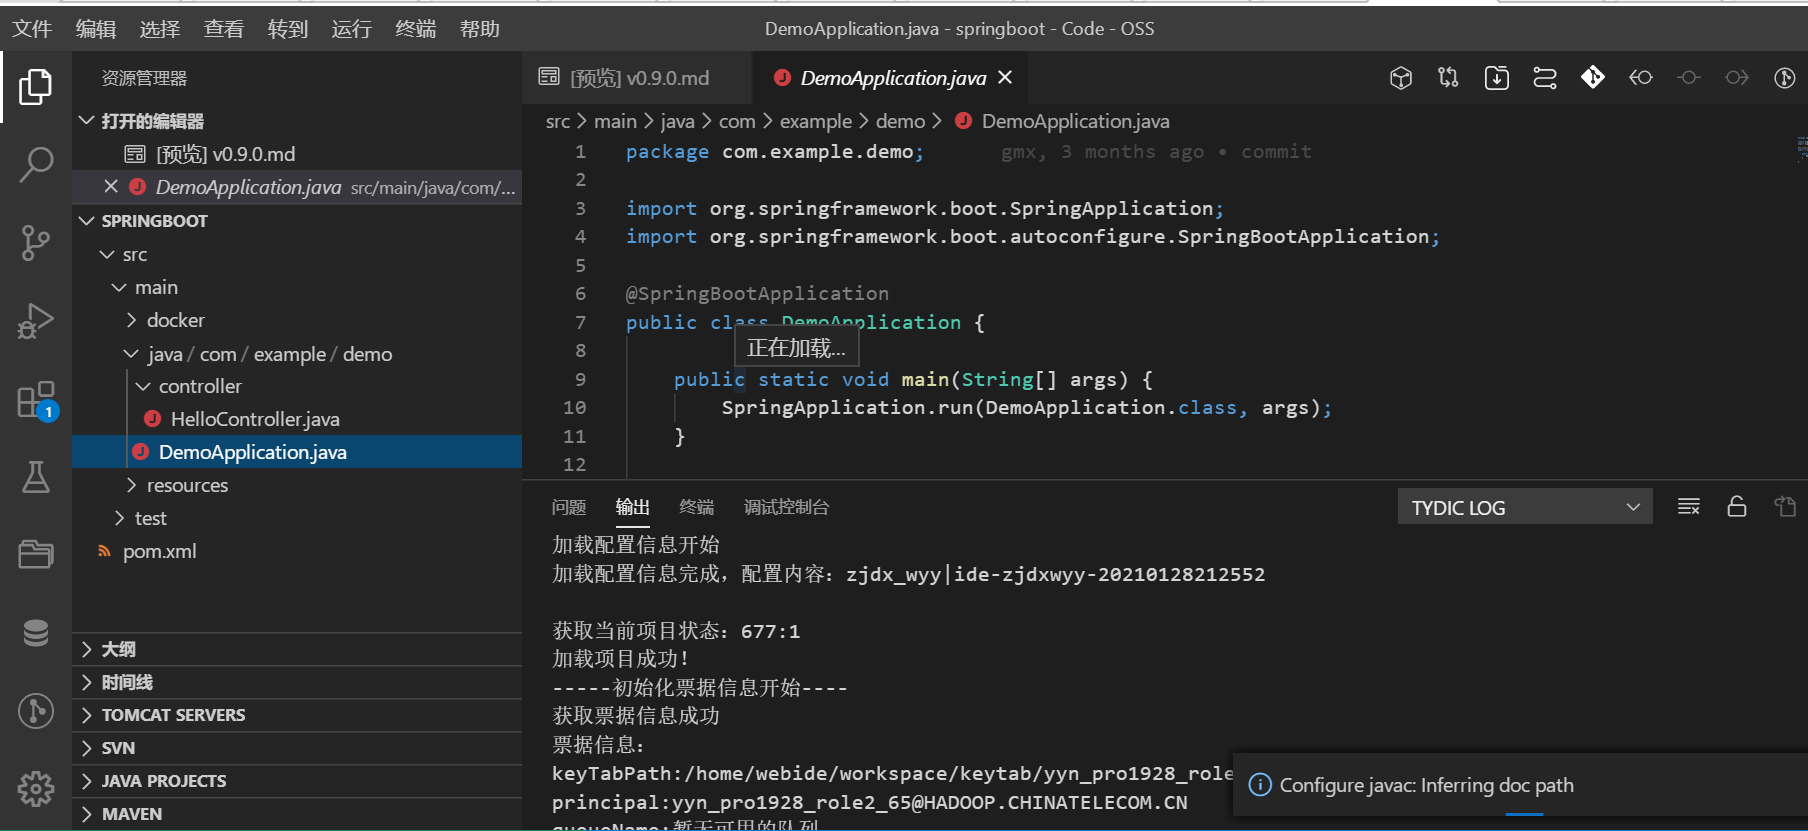 文件 编辑 选择 查看 转到 运行 终端 帮助 DemoApplication.java - springboot - Code - OSS
资源管理器
打开的编辑器
[预览] v0.9.0.md
DemoApplication.java src/main/java/com/...
SPRINGBOOT
src
main
docker
java / com / example / demo
controller
HelloController.java
DemoApplication.java
resources
test
pom.xml
大纲
时间线
TOMCAT SERVERS
SVN
JAVA PROJECTS
MAVEN
1
[预览] v0.9.0.md DemoApplication.java
src > main > java > com > example > demo > DemoApplication.java
1 package com.example.demo; gmx, 3 months ago • commit
2
3 import org.springframework.boot.SpringApplication;
4 import org.springframework.boot.autoconfigure.SpringBootApplication;
5
6 @SpringBootApplication
7 public class DemoApplication {
8
正在加载...
9 public static void main(String[] args) {
10 SpringApplication.run(DemoApplication.class, args);
11 }
12
问题 输出 终端 调试控制台 TYDIC LOG
加载配置信息开始
加载配置信息完成，配置内容：zjdx_wyy|ide-zjdxwyy-20210128212552
获取当前项目状态：677:1
加载项目成功！
-----初始化票据信息开始----
获取票据信息成功
票据信息：
keyTabPath:/home/webide/workspace/keytab/yyn_pro1928_role
principal:yyn_pro1928_role2_65@HADOOP.CHINATELECOM.CN
queueName:暂无可用的队列
Configure javac: Inferring doc path